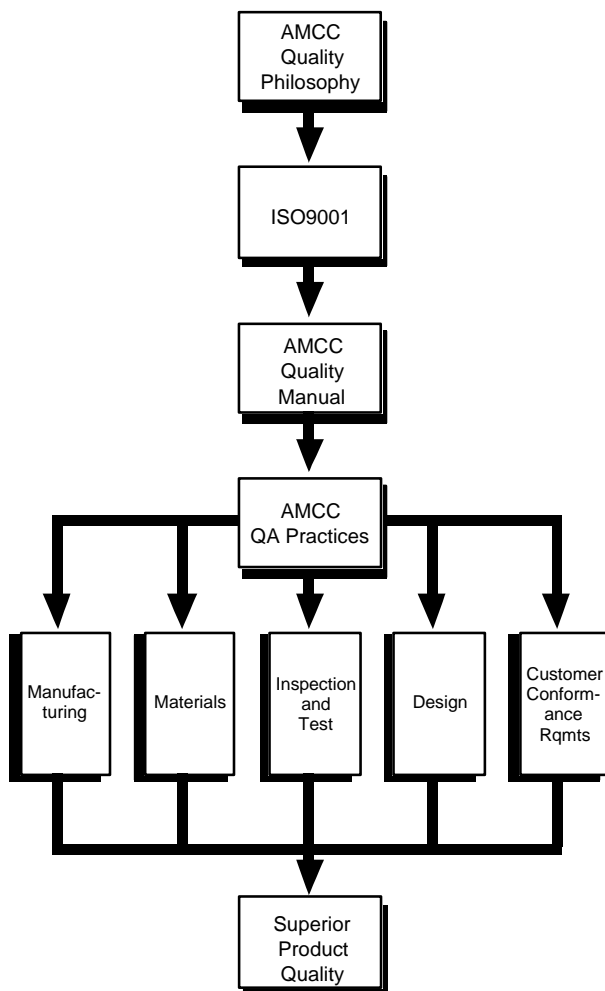 AMCC
Quality
Philosophy
ISO9001
AMCC
Quality
Manual
AMCC
QA Practices
Manufac-
turing
Materials
Inspection
and
Test
Design
Customer
Conform-
ance
Rqmts
Superior
Product
Quality